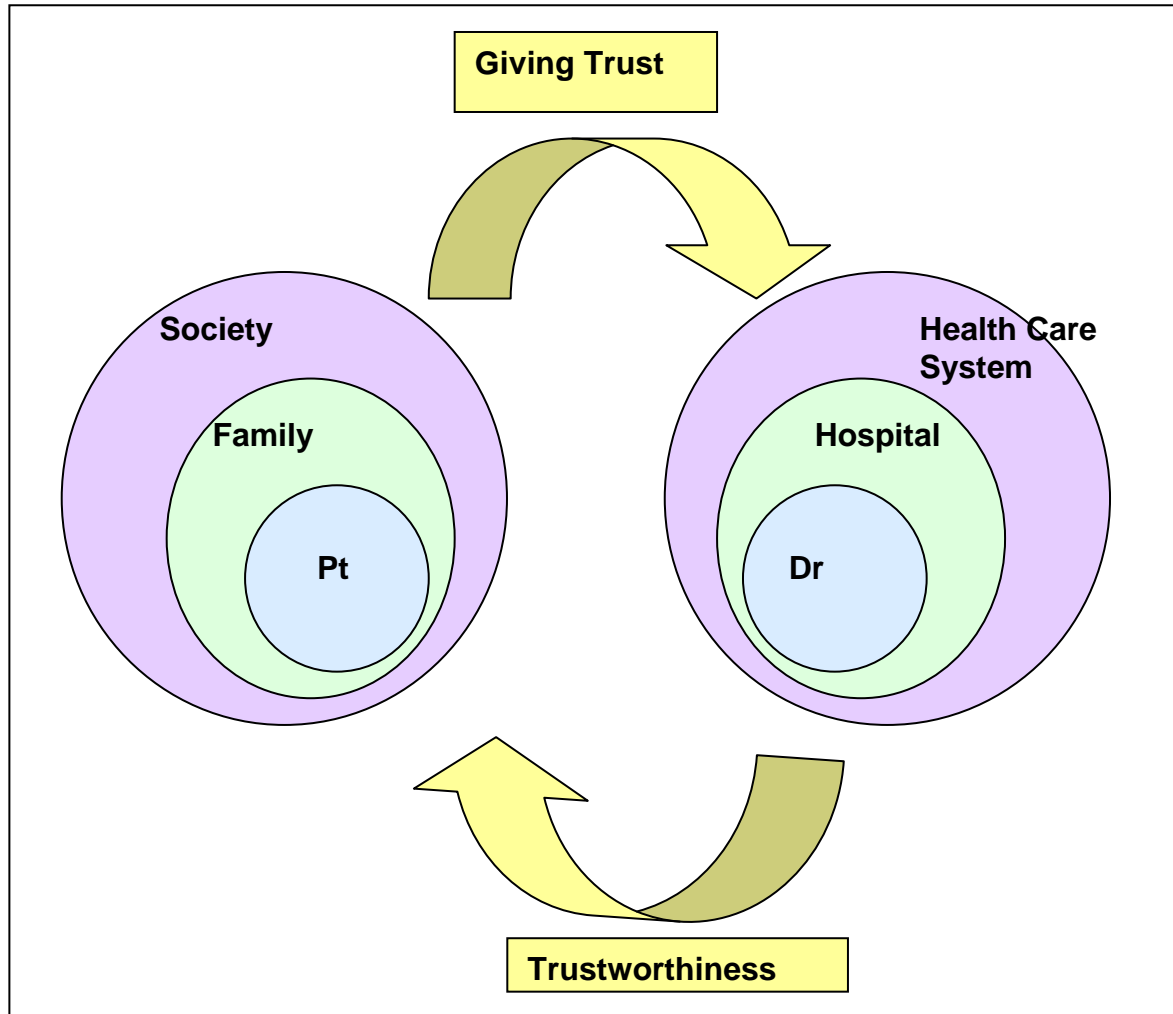 Giving Trust
Society
Health Care
System
Family
Hospital
Pt
Dr
Trustworthiness